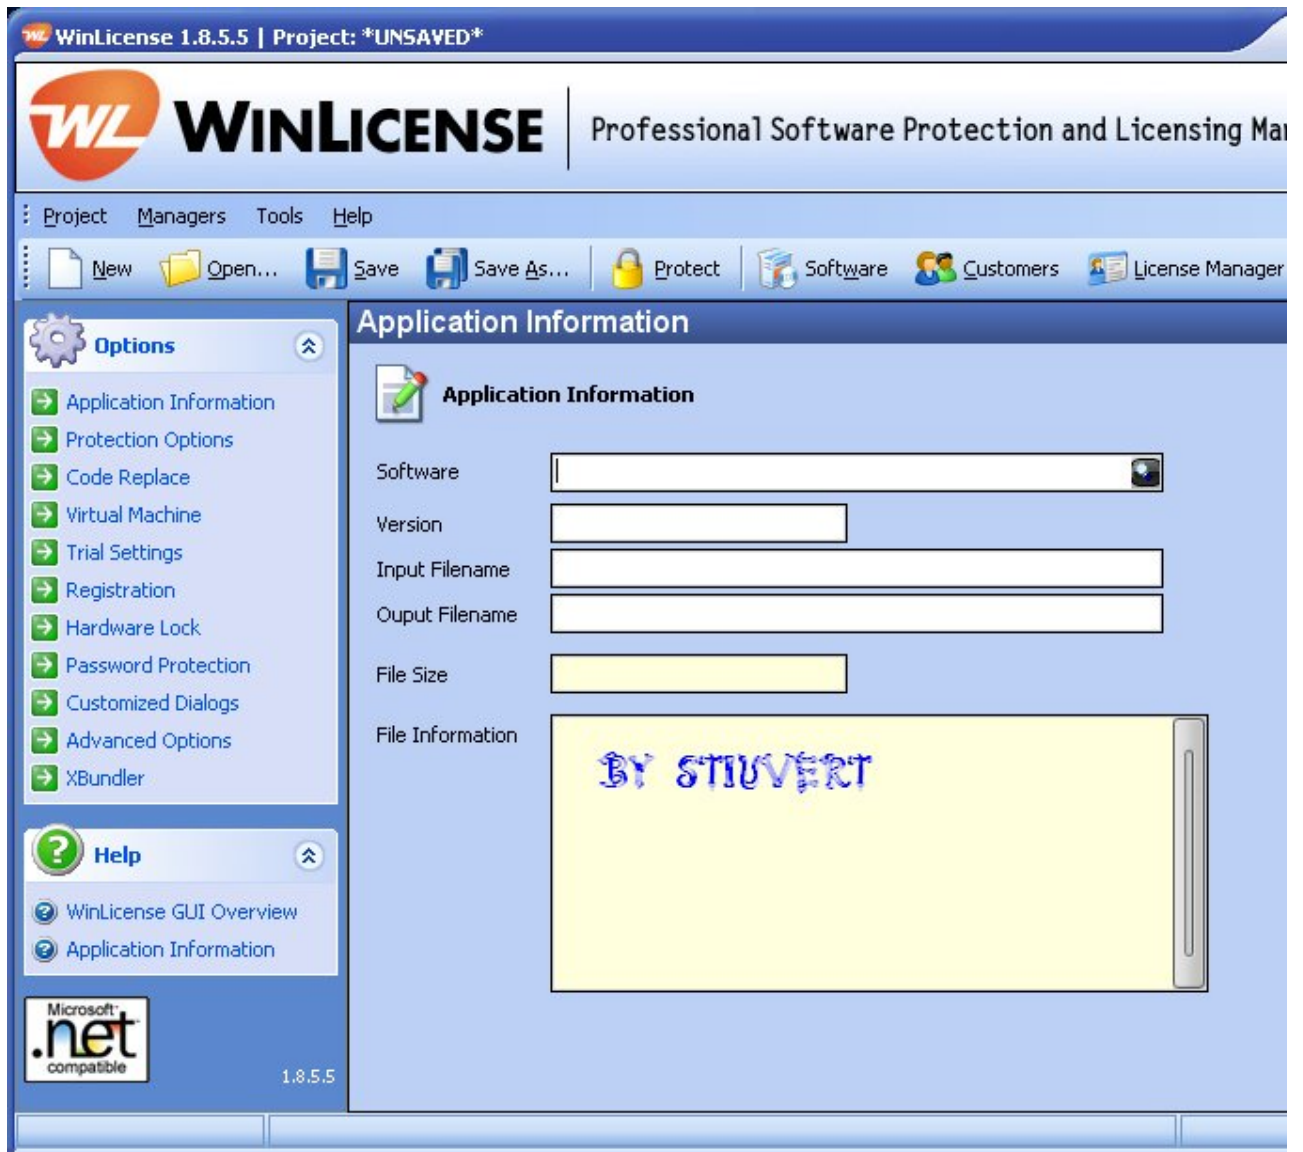 WinLicense 1.8.5.5 | Project: *UNSAVED*
WL WINLICENSE Professional Software Protection and Licensing Ma
Project Managers Tools Help
New Open... Save Save As... Protect Software Customers License Manager
Options
Application Information
Protection Options
Code Replace
Virtual Machine
Trial Settings
Registration
Hardware Lock
Password Protection
Customized Dialogs
Advanced Options
XBundler
Help
WinLicense GUI Overview
Application Information
Microsoft
.net
compatible
1.8.5.5
Application Information
Application Information
Software
Version
Input Filename
Ouput Filename
File Size
File Information
BY STIUVERT